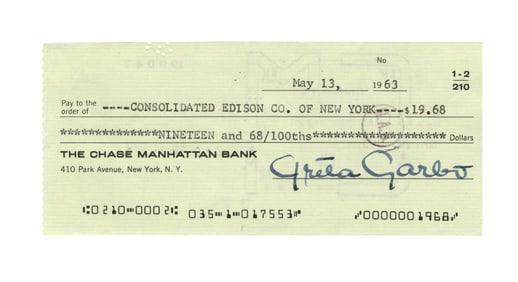 No.
1-2
210
May 13, 1963
Pay to the
order of ----CONSOLIDATED EDISON CO. OF NEW YORK----$19.68
***************NINETEEN and 68/100ths******************** Dollars
THE CHASE MANHATTAN BANK
410 Park Avenue, New York, N. Y.
Greta Garbo
⑆0210⑉0002⑆ 035⑉1⑉017553⑈ ⑈0000001968⑈